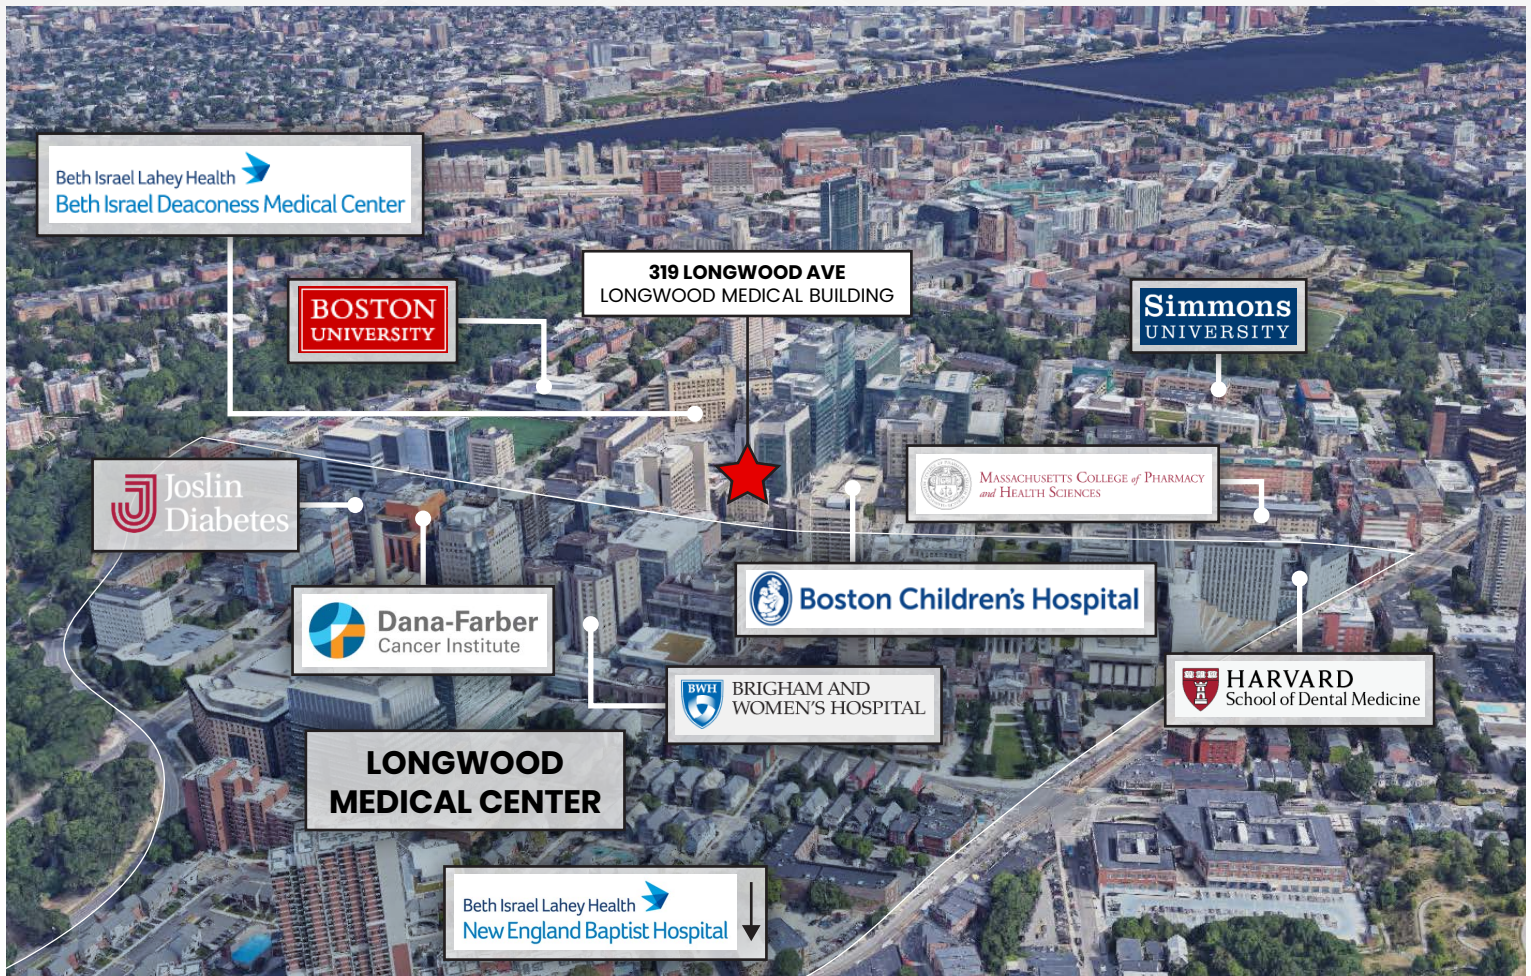 Beth Israel Lahey Health
Beth Israel Deaconess Medical Center
319 LONGWOOD AVE
LONGWOOD MEDICAL BUILDING
BOSTON
UNIVERSITY
Simmons
UNIVERSITY
Joslin
Diabetes
MASSACHUSETTS COLLEGE of PHARMACY
and HEALTH SCIENCES
Dana-Farber
Cancer Institute
Boston Children's Hospital
BWH
BRIGHAM AND
WOMEN'S HOSPITAL
HARVARD
School of Dental Medicine
LONGWOOD
MEDICAL CENTER
Beth Israel Lahey Health
New England Baptist Hospital